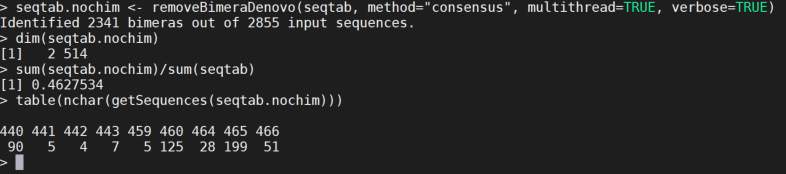 > seqtab.nochim <- removeBimeraDenovo(seqtab, method="consensus", multithread=TRUE, verbose=TRUE)
Identified 2341 bimeras out of 2855 input sequences.
> dim(seqtab.nochim)
[1]   2 514
> sum(seqtab.nochim)/sum(seqtab)
[1] 0.4627534
> table(nchar(getSequences(seqtab.nochim)))
440 441 442 443 459 460 464 465 466
 90   5   4   7   5 125  28 199  51
>